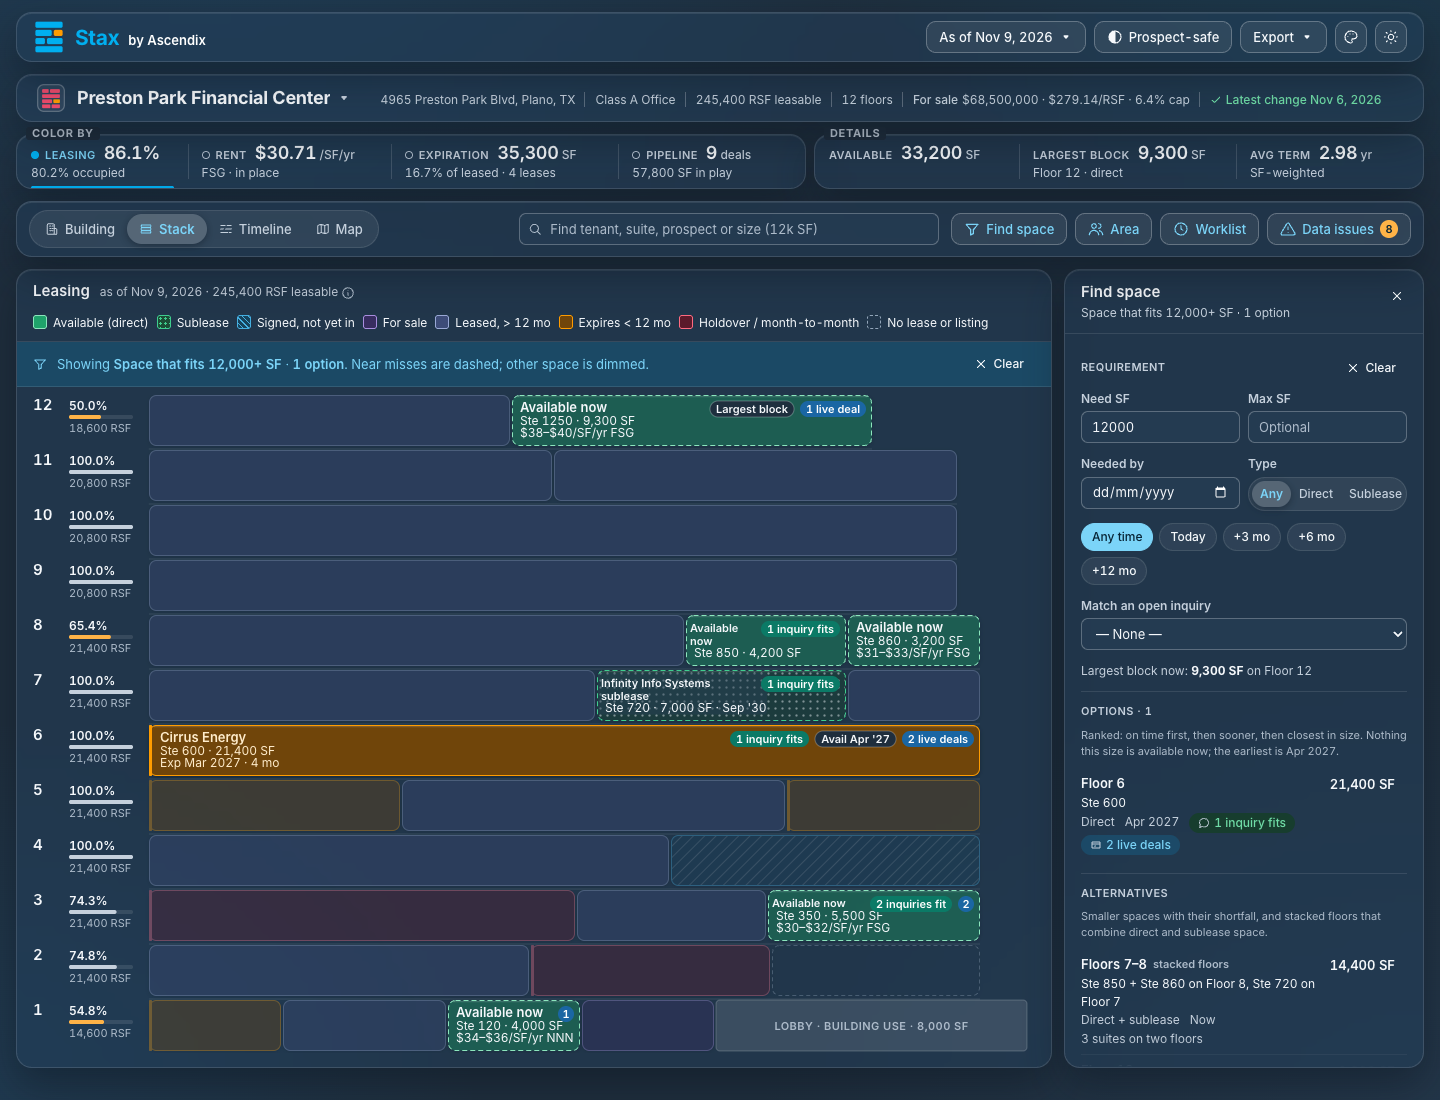 Stax by Ascendix
As of Nov 9, 2026
Prospect-safe
Export
Preston Park Financial Center
4965 Preston Park Blvd, Plano, TX
Class A Office
245,400 RSF leasable
12 floors
For sale $68,500,000 · $279.14/RSF · 6.4% cap
Latest change Nov 6, 2026
COLOR BY
LEASING 86.1%
80.2% occupied
RENT $30.71 /SF/yr
FSG · in place
EXPIRATION 35,300 SF
16.7% of leased · 4 leases
PIPELINE 9 deals
57,800 SF in play
DETAILS
AVAILABLE 33,200 SF
LARGEST BLOCK 9,300 SF
Floor 12 · direct
AVG TERM 2.98 yr
SF-weighted
Building
Stack
Timeline
Map
Find tenant, suite, prospect or size (12k SF)
Find space
Area
Worklist
Data issues 8
Leasing as of Nov 9, 2026 · 245,400 RSF leasable
Available (direct)
Sublease
Signed, not yet in
For sale
Leased, > 12 mo
Expires < 12 mo
Holdover / month-to-month
No lease or listing
Showing Space that fits 12,000+ SF · 1 option. Near misses are dashed; other space is dimmed.
Clear
12
50.0%
18,600 RSF
Available now
Ste 1250 · 9,300 SF
$38–$40/SF/yr FSG
Largest block
1 live deal
11
100.0%
20,800 RSF
10
100.0%
20,800 RSF
9
100.0%
20,800 RSF
8
65.4%
21,400 RSF
Available now
1 inquiry fits
Ste 850 · 4,200 SF
Available now
Ste 860 · 3,200 SF
$31–$33/SF/yr FSG
7
100.0%
21,400 RSF
Infinity Info Systems
sublease
1 inquiry fits
Ste 720 · 7,000 SF · Sep '30
6
100.0%
21,400 RSF
Cirrus Energy
Ste 600 · 21,400 SF
Exp Mar 2027 · 4 mo
1 inquiry fits
Avail Apr '27
2 live deals
5
100.0%
21,400 RSF
4
100.0%
21,400 RSF
3
74.3%
21,400 RSF
Available now
2 inquiries fit
2
Ste 350 · 5,500 SF
$30–$32/SF/yr FSG
2
74.8%
21,400 RSF
1
54.8%
14,600 RSF
Available now
1
Ste 120 · 4,000 SF
$34–$36/SF/yr NNN
LOBBY · BUILDING USE · 8,000 SF
Find space
Space that fits 12,000+ SF · 1 option
REQUIREMENT
Clear
Need SF
Max SF
12000
Optional
Needed by
Type
dd/mm/yyyy
Any
Direct
Sublease
Any time
Today
+3 mo
+6 mo
+12 mo
Match an open inquiry
— None —
Largest block now: 9,300 SF on Floor 12
OPTIONS · 1
Ranked: on time first, then sooner, then closest in size. Nothing
this size is available now; the earliest is Apr 2027.
Floor 6
21,400 SF
Ste 600
Direct Apr 2027
1 inquiry fits
2 live deals
ALTERNATIVES
Smaller spaces with their shortfall, and stacked floors that
combine direct and sublease space.
Floors 7–8 stacked floors
14,400 SF
Ste 850 + Ste 860 on Floor 8, Ste 720 on
Floor 7
Direct + sublease Now
3 suites on two floors